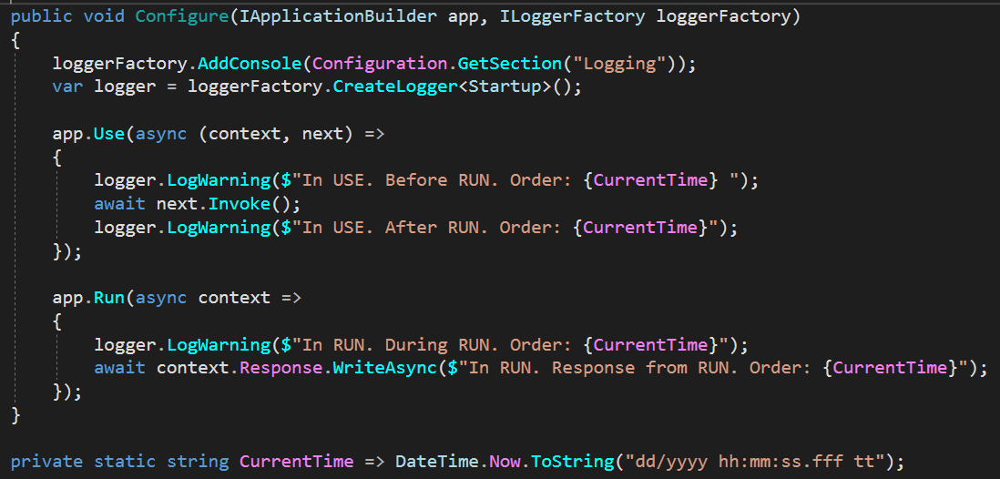 public void Configure(IApplicationBuilder app, ILoggerFactory loggerFactory)
{
    loggerFactory.AddConsole(Configuration.GetSection("Logging"));
    var logger = loggerFactory.CreateLogger<Startup>();

    app.Use(async (context, next) =>
    {
        logger.LogWarning($"In USE. Before RUN. Order: {CurrentTime} ");
        await next.Invoke();
        logger.LogWarning($"In USE. After RUN. Order: {CurrentTime}");
    });

    app.Run(async context =>
    {
        logger.LogWarning($"In RUN. During RUN. Order: {CurrentTime}");
        await context.Response.WriteAsync($"In RUN. Response from RUN. Order: {CurrentTime}");
    });
}

private static string CurrentTime => DateTime.Now.ToString("dd/yyyy hh:mm:ss.fff tt");